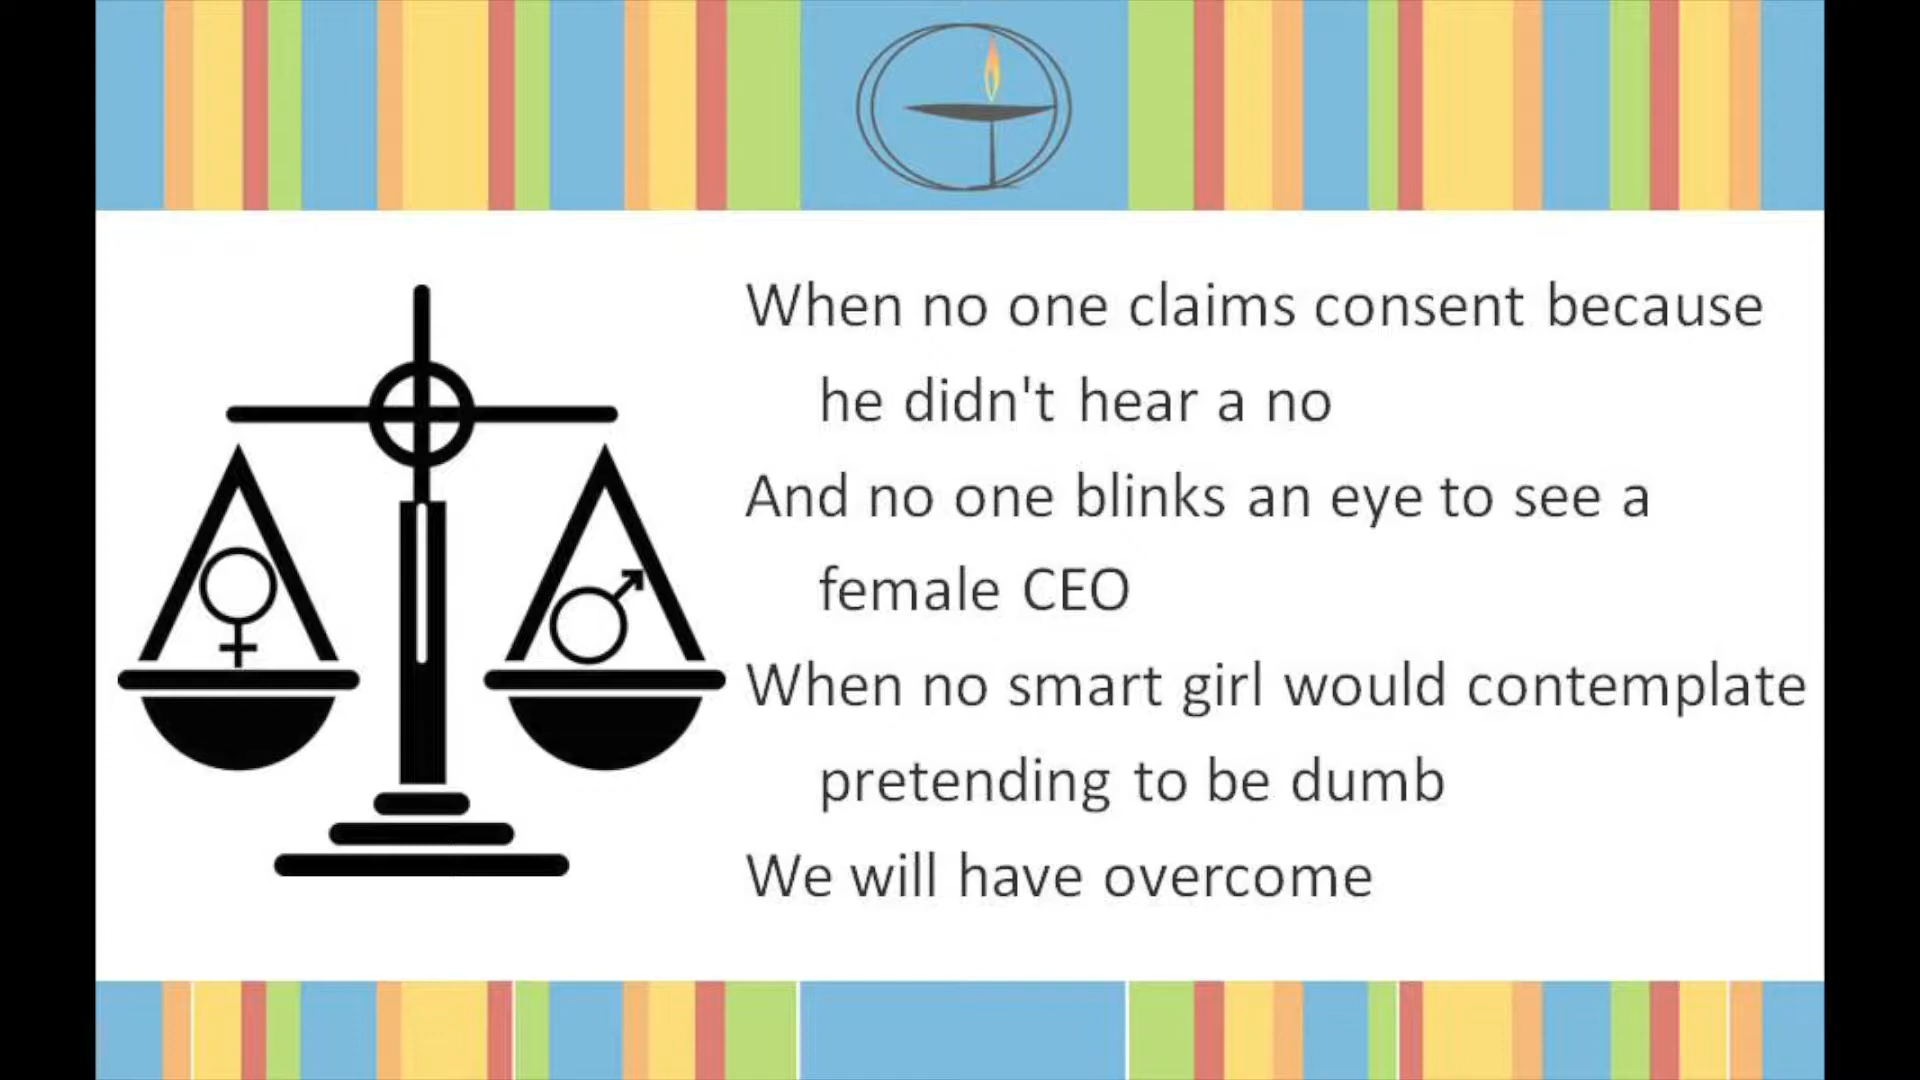 When no one claims consent because
he didn't hear a no
And no one blinks an eye to see a
female CEO
When no smart girl would contemplate
pretending to be dumb
We will have overcome